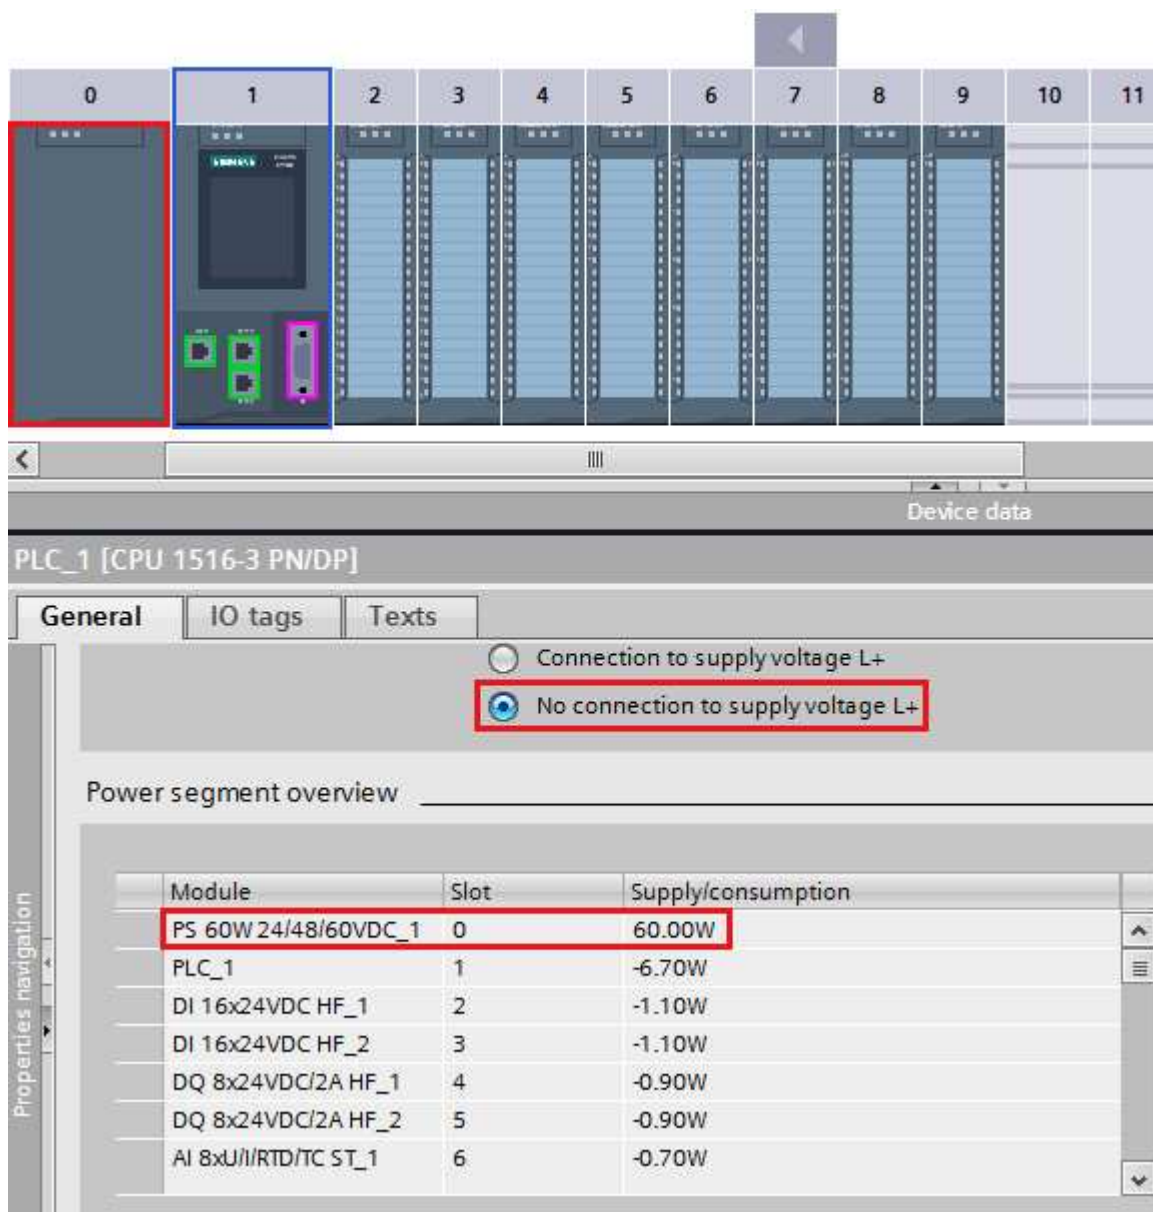 0 1 2 3 4 5 6 7 8 9 10 11
SIEMENS
Device data
PLC_1 [CPU 1516-3 PN/DP]
General IO tags Texts
Connection to supply voltage L+
No connection to supply voltage L+
Power segment overview
Properties navigation
Module Slot Supply/consumption
PS 60W 24/48/60VDC_1 0 60.00W
PLC_1 1 -6.70W
DI 16x24VDC HF_1 2 -1.10W
DI 16x24VDC HF_2 3 -1.10W
DQ 8x24VDC/2A HF_1 4 -0.90W
DQ 8x24VDC/2A HF_2 5 -0.90W
AI 8xU/I/RTD/TC ST_1 6 -0.70W